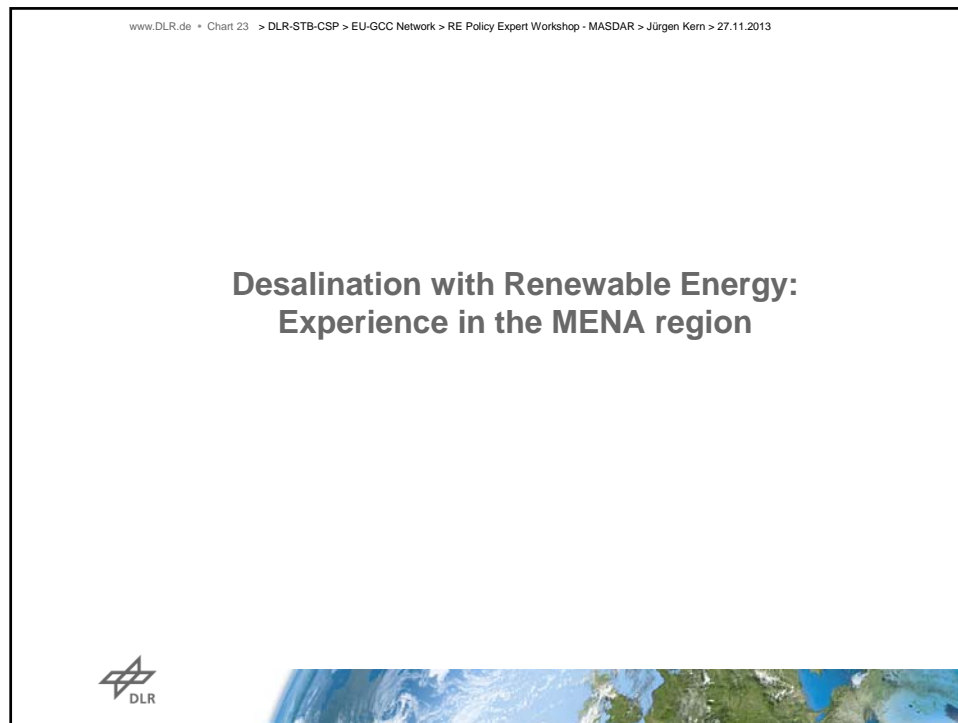 www.DLR.de • Chart 23 > DLR-STB-CSP > EU-GCC Network > RE Policy Expert Workshop - MASDAR > Jürgen Kern > 27.11.2013
Desalination with Renewable Energy:
Experience in the MENA region
DLR